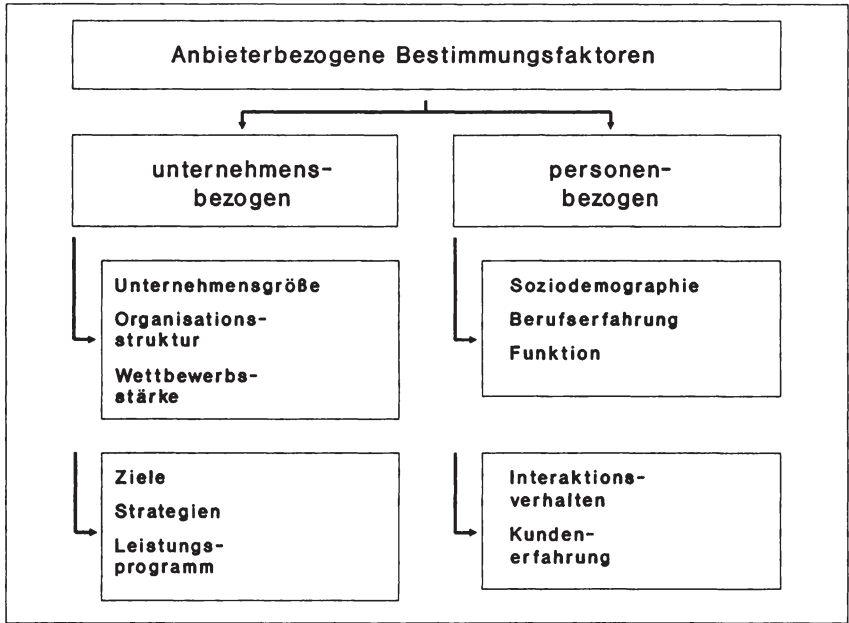 Anbieterbezogene Bestimmungsfaktoren
unternehmens-
bezogen
personen-
bezogen
Unternehmensgröße
Organisations-
struktur
Wettbewerbs-
stärke
Soziodemographie
Berufserfahrung
Funktion
Ziele
Strategien
Leistungs-
programm
Interaktions-
verhalten
Kunden-
erfahrung